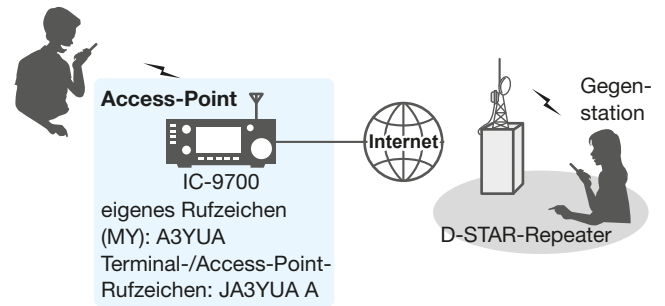 Access-Point
IC-9700
eigenes Rufzeichen
(MY): A3YUA
Terminal-/Access-Point-
Rufzeichen: JA3YUA A
Internet
Gegen-
station
D-STAR-Repeater